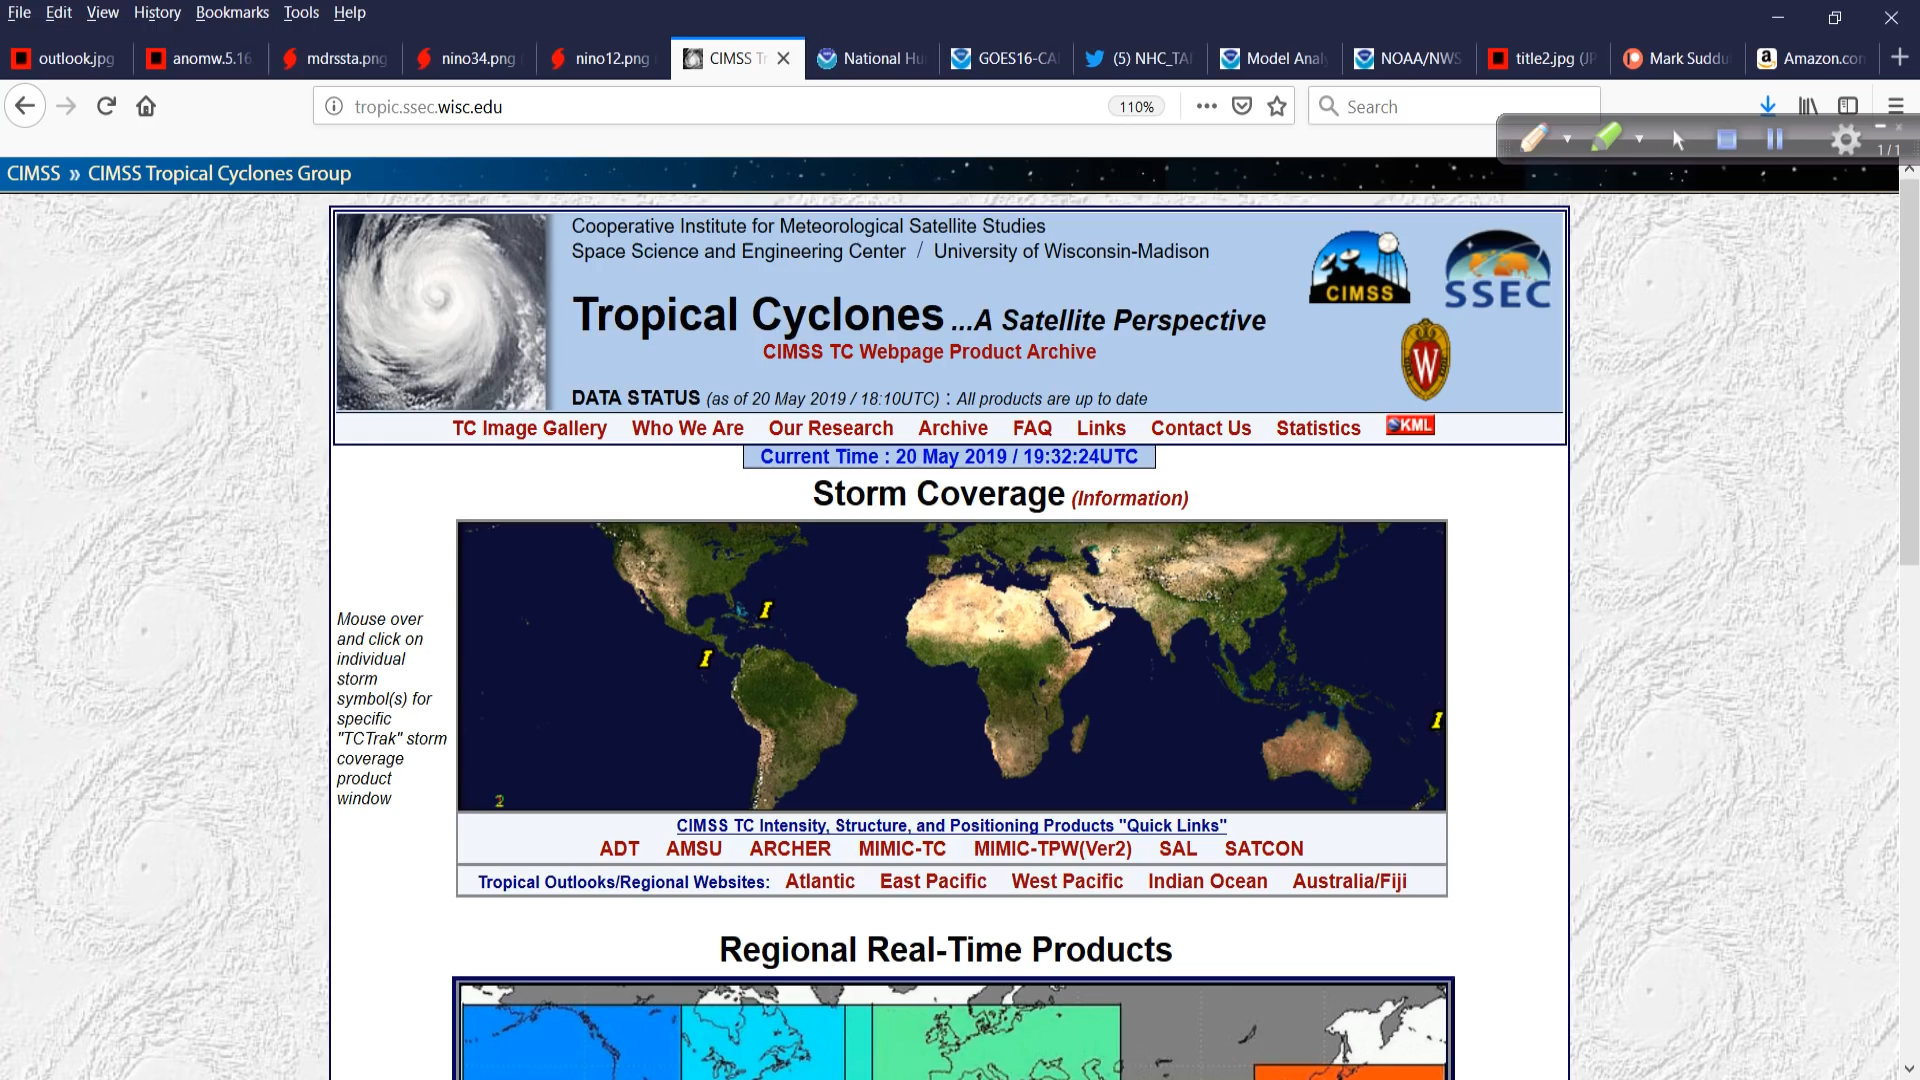 File Edit View History Bookmarks Tools Help
outlook.jpg
anomw.5.16
mdrssta.png
nino34.png
nino12.png
CIMSS Tr
National Hu
GOES16-CA
(5) NHC_TA
Model Anal
NOAA/NWS
title2.jpg (JP
Mark Suddu
Amazon.com
tropic.ssec.wisc.edu
110%
Search
1/1
CIMSS » CIMSS Tropical Cyclones Group
Cooperative Institute for Meteorological Satellite Studies
Space Science and Engineering Center / University of Wisconsin-Madison
CIMSS
SSEC
Tropical Cyclones ...A Satellite Perspective
CIMSS TC Webpage Product Archive
W
DATA STATUS (as of 20 May 2019 / 18:10UTC) : All products are up to date
TC Image Gallery Who We Are Our Research Archive FAQ Links Contact Us Statistics KML
Current Time : 20 May 2019 / 19:32:24UTC
Storm Coverage (Information)
Mouse over
and click on
individual
storm
symbol(s) for
specific
"TCTrak" storm
coverage
product
window
I
I
I
2
CIMSS TC Intensity, Structure, and Positioning Products "Quick Links"
ADT AMSU ARCHER MIMIC-TC MIMIC-TPW(Ver2) SAL SATCON
Tropical Outlooks/Regional Websites: Atlantic East Pacific West Pacific Indian Ocean Australia/Fiji
Regional Real-Time Products